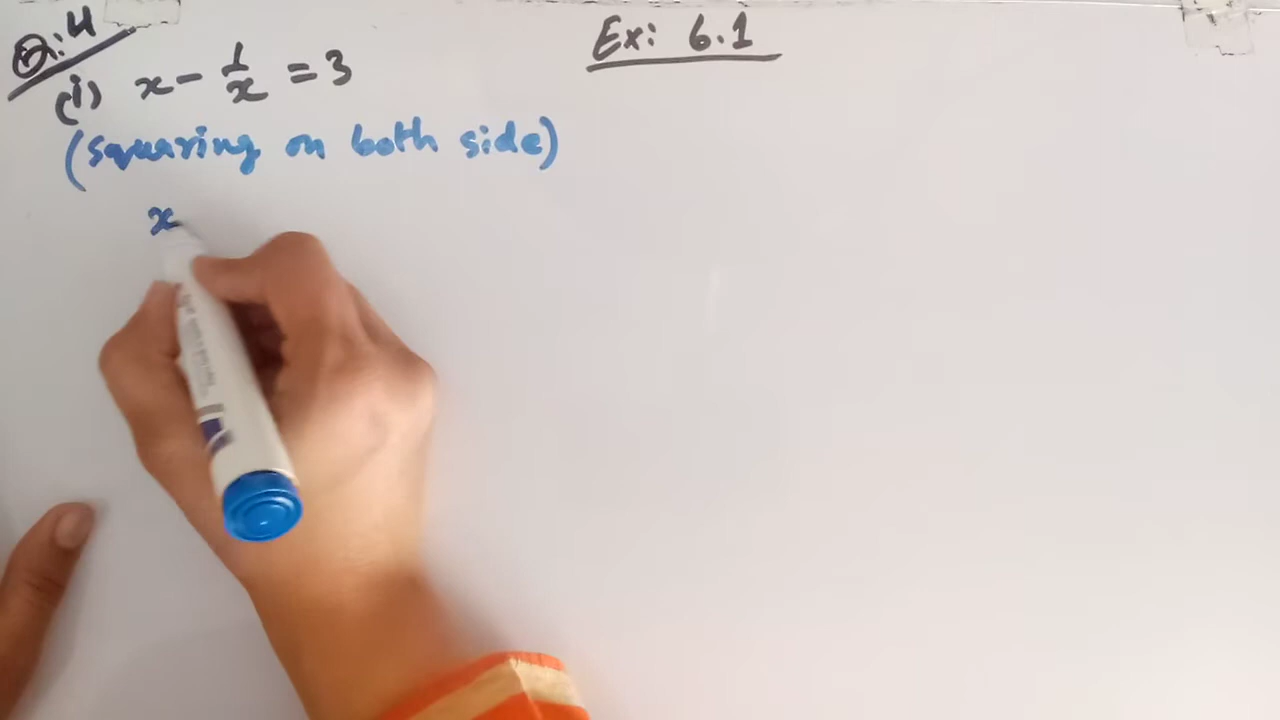 Q:4
Ex: 6.1
(i) x - 1/x = 3
(squaring on both side)
x